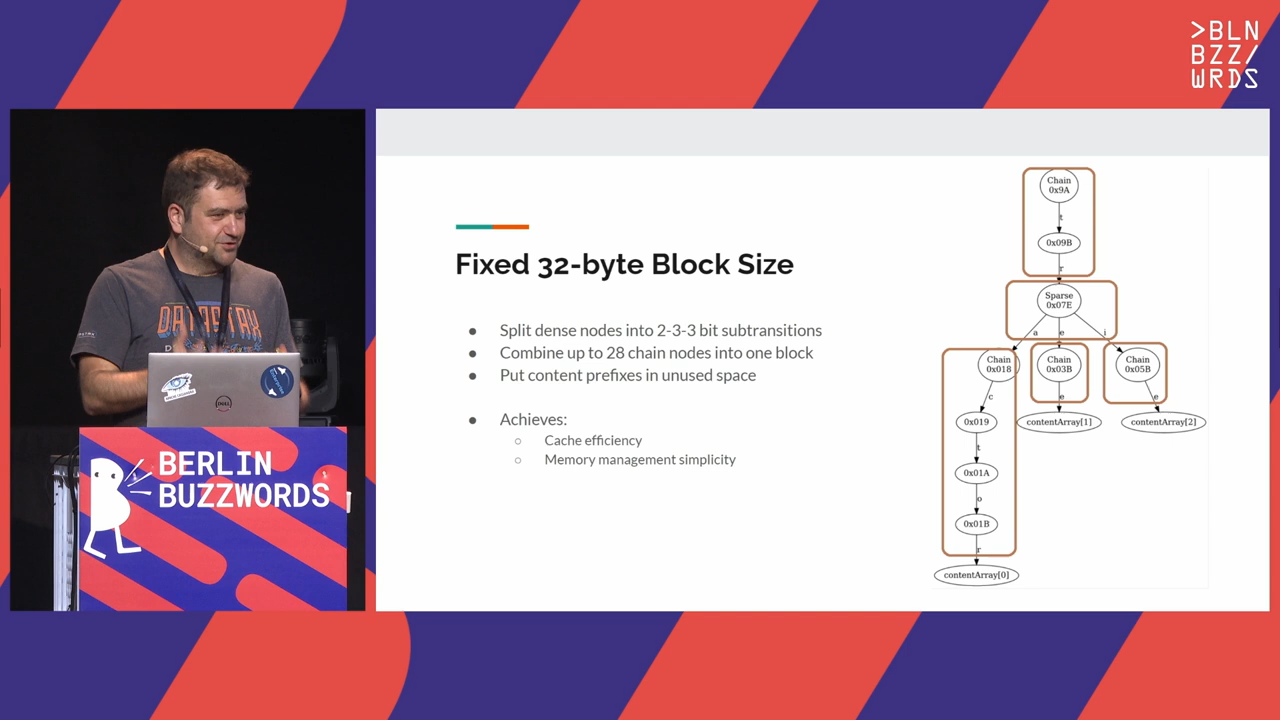 >BLN
BZZ/
WRDS
Fixed 32-byte Block Size
● Split dense nodes into 2-3-3 bit subtransitions
● Combine up to 28 chain nodes into one block
● Put content prefixes in unused space
● Achieves:
○ Cache efficiency
○ Memory management simplicity
Chain
0x9A
t
0x09B
r
Sparse
0x07E
a e i
Chain
0x018
Chain
0x03B
Chain
0x05B
c e e
0x019
contentArray[1]
contentArray[2]
t
0x01A
o
0x01B
r
contentArray[0]
DATASTAX
DELL
BERLIN
BUZZWORDS